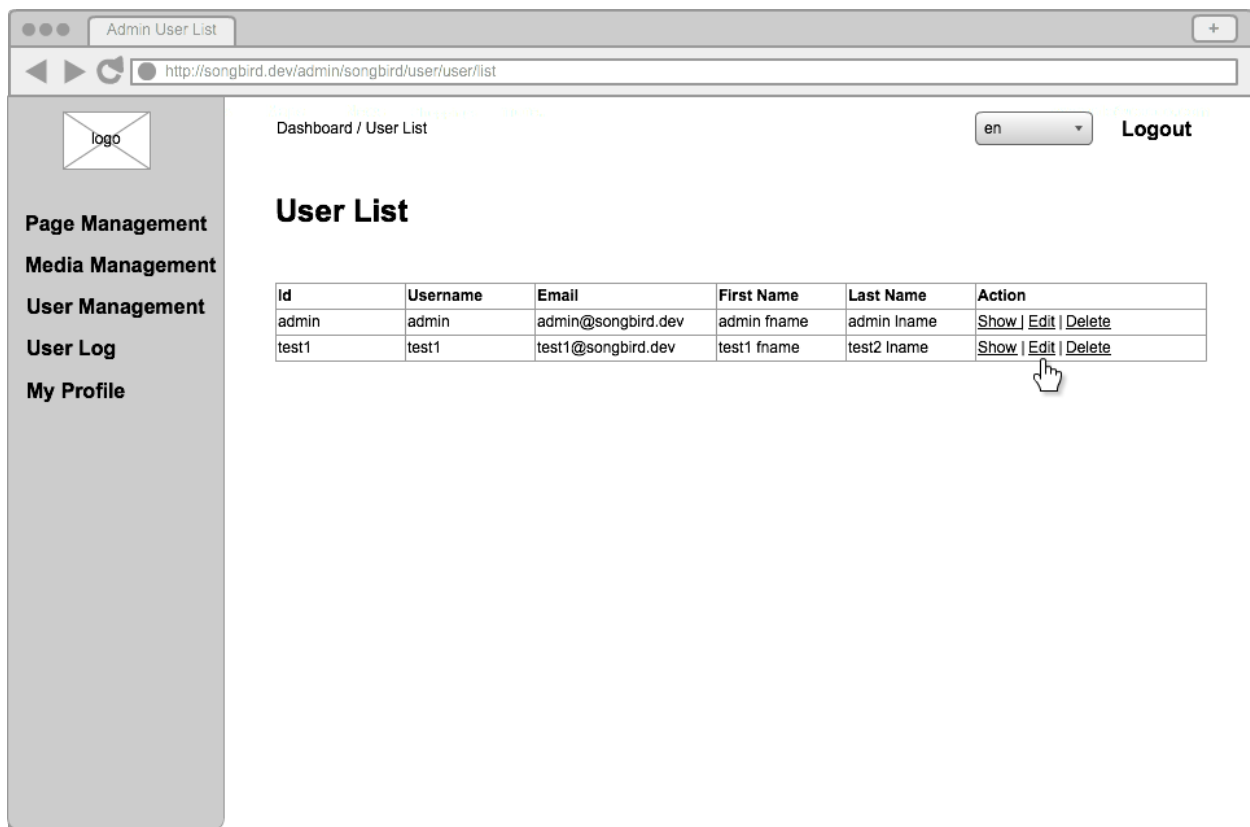 Admin User List
+
http://songbird.dev/admin/songbird/user/user/list
logo
Dashboard / User List
en
Logout
Page Management
Media Management
User Management
User Log
My Profile
User List
Id Username Email First Name Last Name Action
admin admin admin@songbird.dev admin fname admin lname Show | Edit | Delete
test1 test1 test1@songbird.dev test1 fname test2 lname Show | Edit | Delete